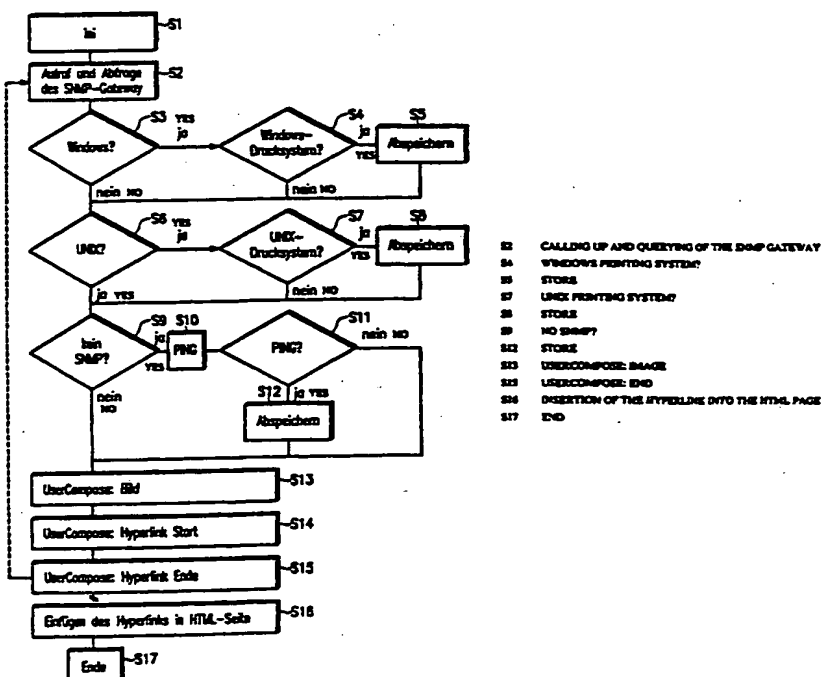 Ini
S1
Aufruf und Abfrage
des SNMP-Gateway
S2
Windows?
S3 YES
ja
Windows-
Drucksystem?
S4
ja
YES
S5
Abspeichern
nein NO
nein NO
UNIX?
S6 YES
ja
UNIX-
Drucksystem?
S7
ja
YES
S8
Abspeichern
ja YES
nein NO
kein
SNMP?
S9
ja
YES
S10
PING
PING?
S11
nein NO
nein
NO
S12
ja YES
Abspeichern
UserCompose: Bild
S13
UserCompose: Hyperlink Start
S14
UserCompose: Hyperlink Ende
S15
Einfügen des Hyperlinks in HTML-Seite
S16
Ende
S17
S2 CALLING UP AND QUERYING OF THE SNMP GATEWAY
S4 WINDOWS PRINTING SYSTEM?
S5 STORE
S7 UNIX PRINTING SYSTEM?
S8 STORE
S9 NO SNMP?
S12 STORE
S13 USERCOMPOSE: IMAGE
S15 USERCOMPOSE: END
S16 INSERTION OF THE HYPERLINK INTO THE HTML PAGE
S17 END